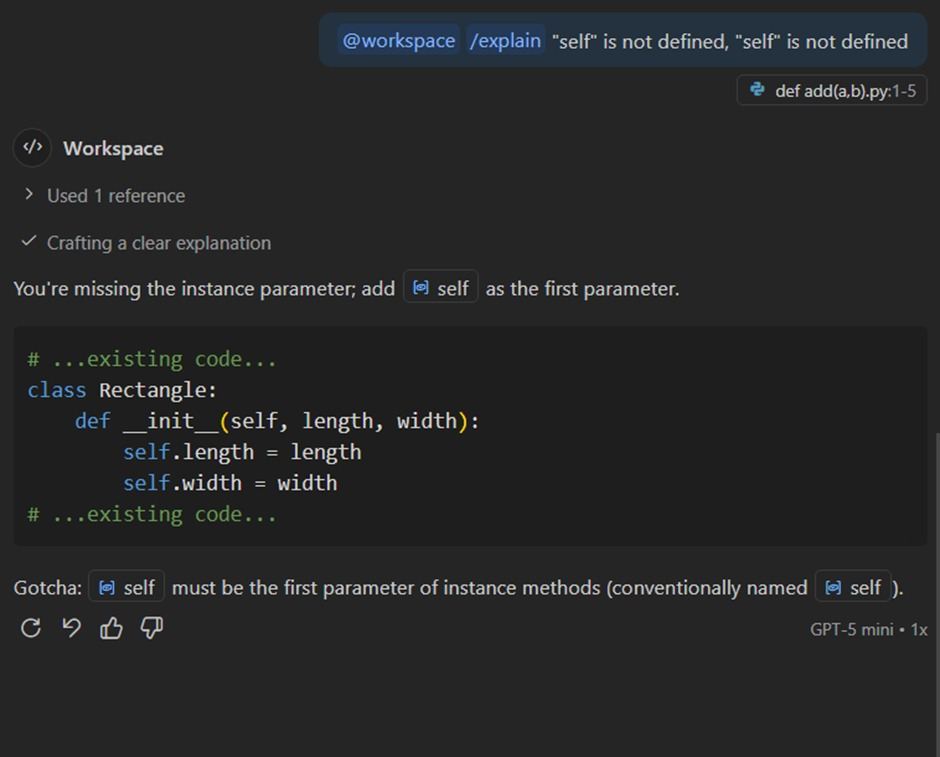 @workspace /explain "self" is not defined, "self" is not defined
def add(a,b).py:1-5
</> Workspace
> Used 1 reference
✓ Crafting a clear explanation
You're missing the instance parameter; add self as the first parameter.
# ...existing code...
class Rectangle:
    def __init__(self, length, width):
        self.length = length
        self.width = width
# ...existing code...
Gotcha: self must be the first parameter of instance methods (conventionally named self ).
GPT-5 mini • 1x